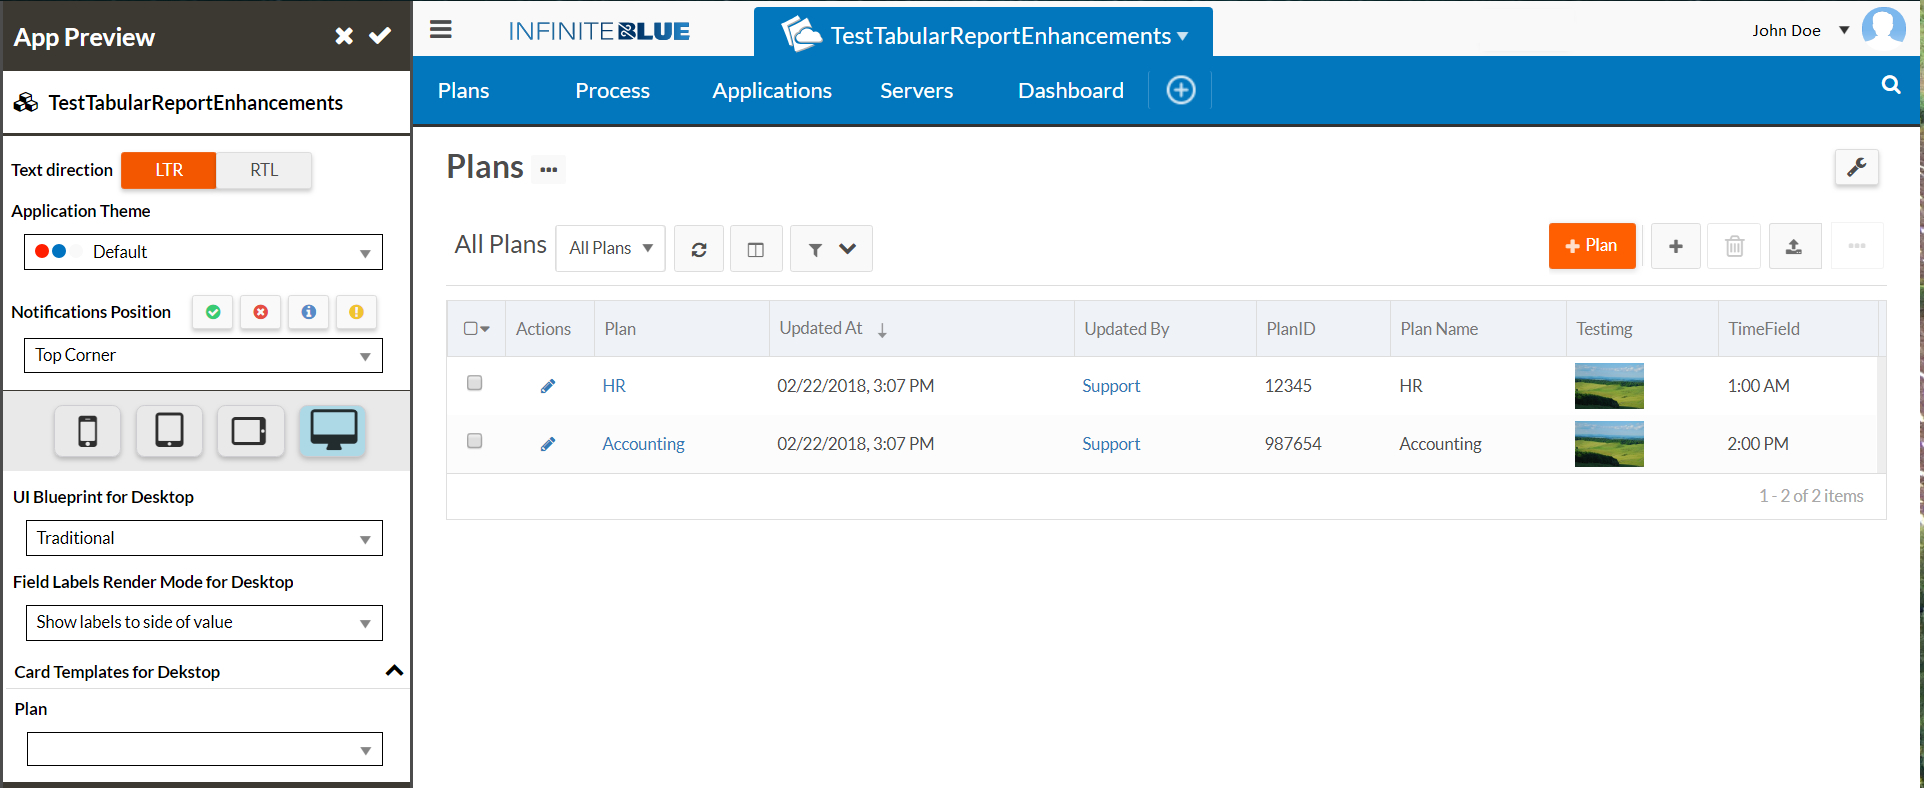 App Preview
TestTabularReportEnhancements
Text direction LTR RTL
Application Theme
Default
Notifications Position
Top Corner
UI Blueprint for Desktop
Traditional
Field Labels Render Mode for Desktop
Show labels to side of value
Card Templates for Dekstop
Plan
INFINITEBLUE
TestTabularReportEnhancements
John Doe
Plans Process Applications Servers Dashboard
Plans
All Plans All Plans
Plan
Actions Plan Updated At Updated By PlanID Plan Name Testimg TimeField
HR 02/22/2018, 3:07 PM Support 12345 HR 1:00 AM
Accounting 02/22/2018, 3:07 PM Support 987654 Accounting 2:00 PM
1 - 2 of 2 items